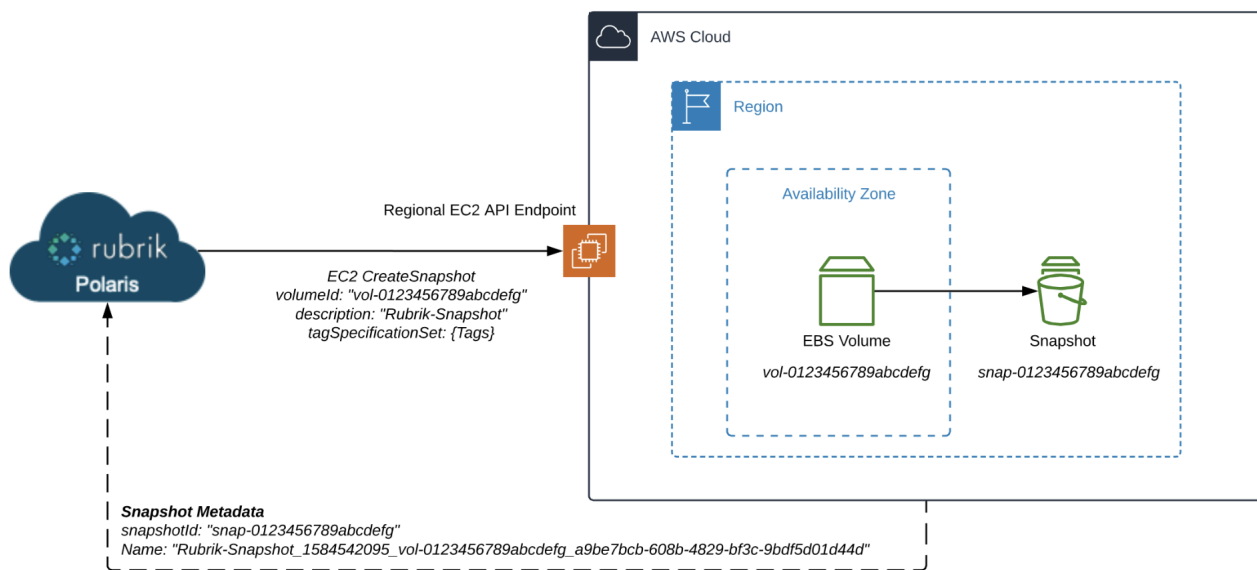 AWS Cloud
Region
Availability Zone
Regional EC2 API Endpoint
rubrik
Polaris
EC2 CreateSnapshot
volumeId: "vol-0123456789abcdefg"
description: "Rubrik-Snapshot"
tagSpecificationSet: {Tags}
EBS Volume
vol-0123456789abcdefg
Snapshot
snap-0123456789abcdefg
Snapshot Metadata
snapshotId: "snap-0123456789abcdefg"
Name: "Rubrik-Snapshot_1584542095_vol-0123456789abcdefg_a9be7bcb-608b-4829-bf3c-9bdf5d01d44d"